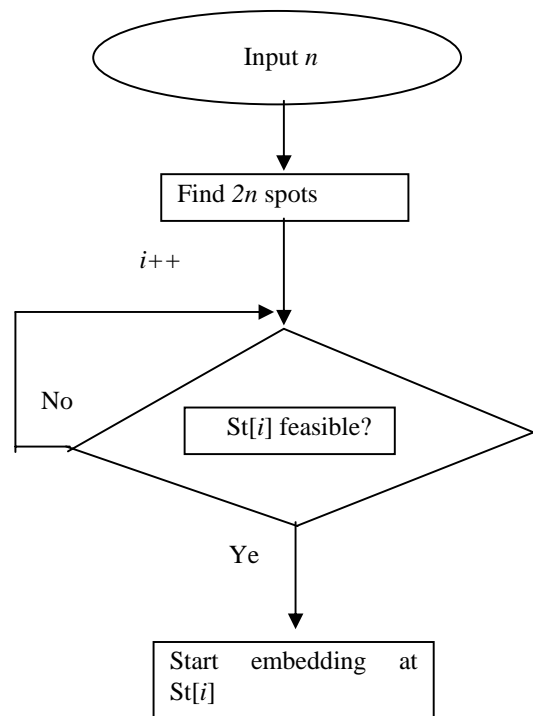 Input n
Find 2n spots
i++
No
St[i] feasible?
Ye
Start embedding at
St[i]